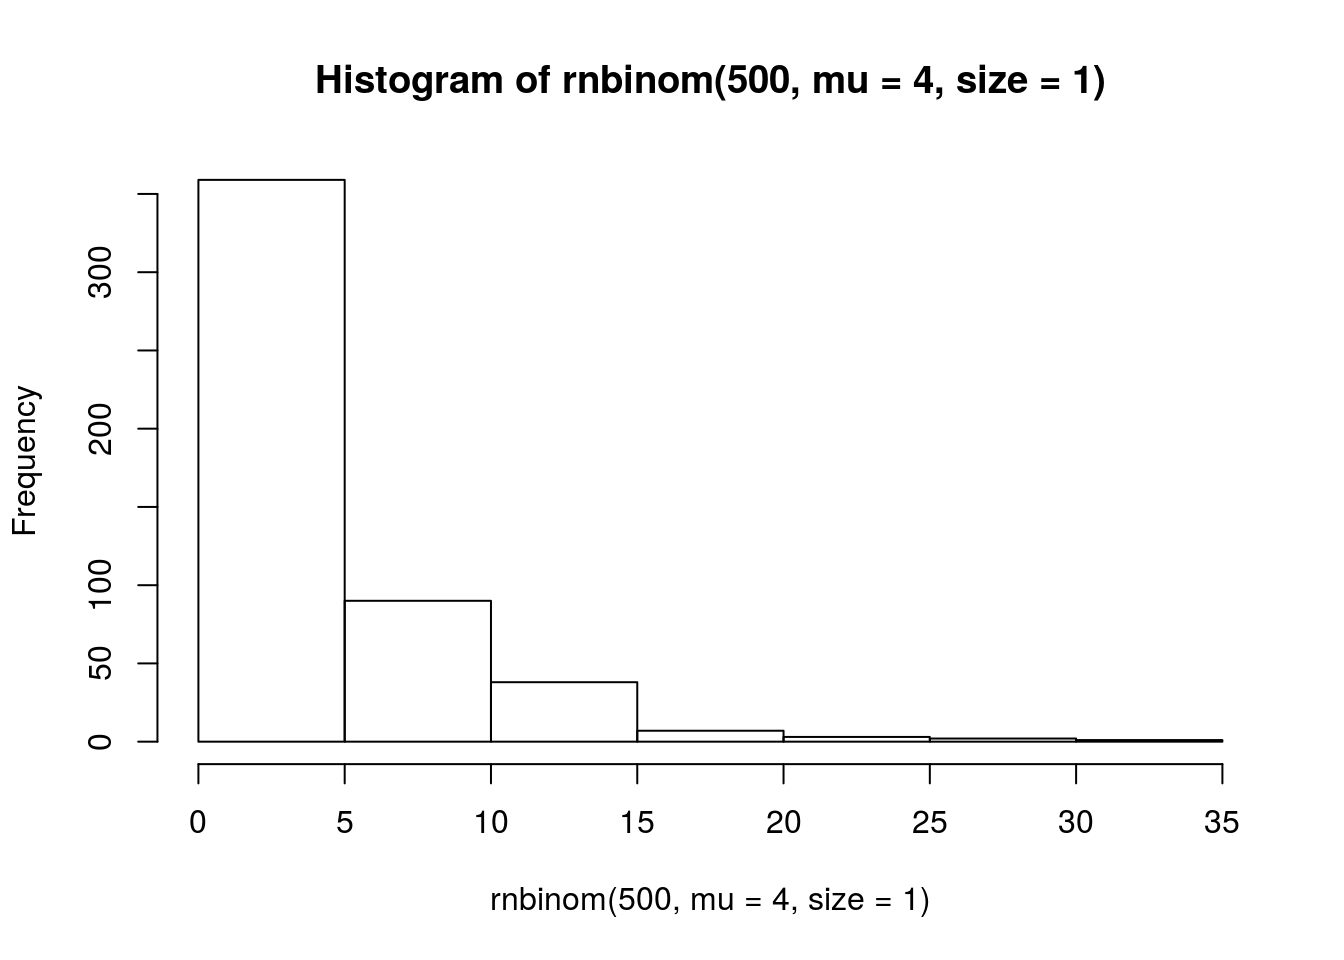 Histogram of rnbinom(500, mu = 4, size = 1)
Frequency
300
200
100
50
0
0 5 10 15 20 25 30 35
rnbinom(500, mu = 4, size = 1)